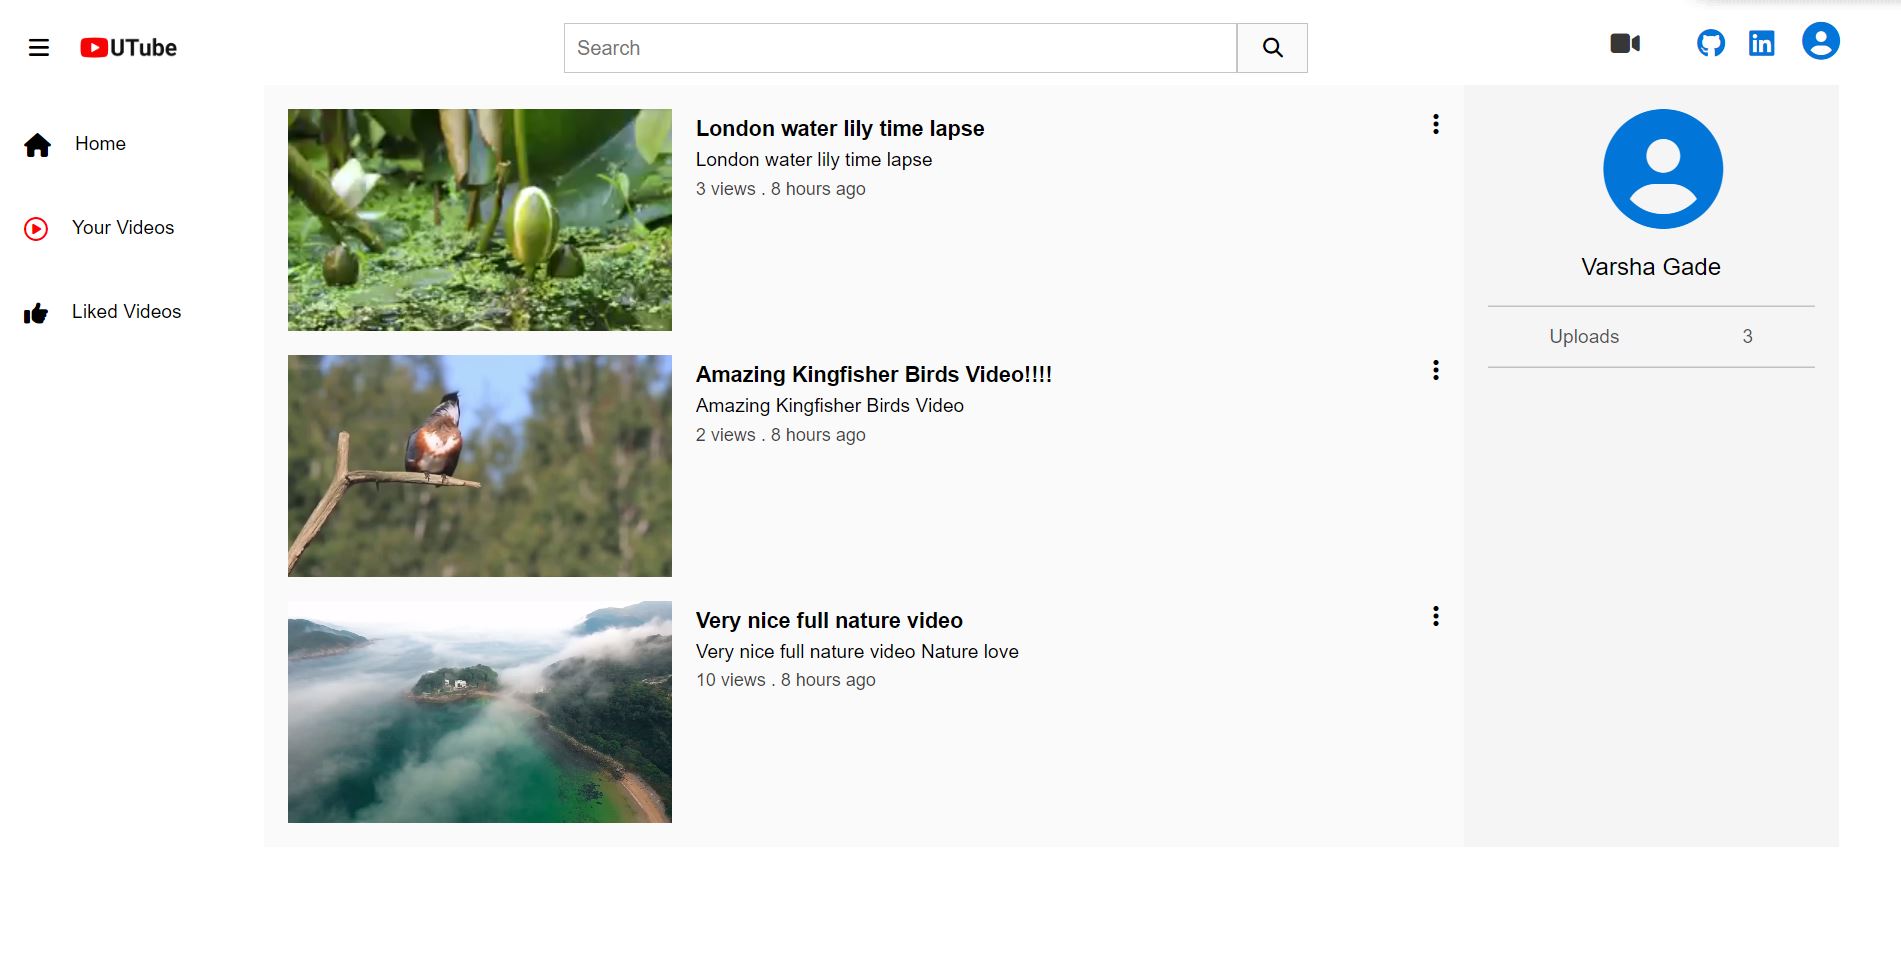 UTube
Search
Home
Your Videos
Liked Videos
London water lily time lapse
London water lily time lapse
3 views . 8 hours ago
Amazing Kingfisher Birds Video!!!!
Amazing Kingfisher Birds Video
2 views . 8 hours ago
Very nice full nature video
Very nice full nature video Nature love
10 views . 8 hours ago
Varsha Gade
Uploads 3